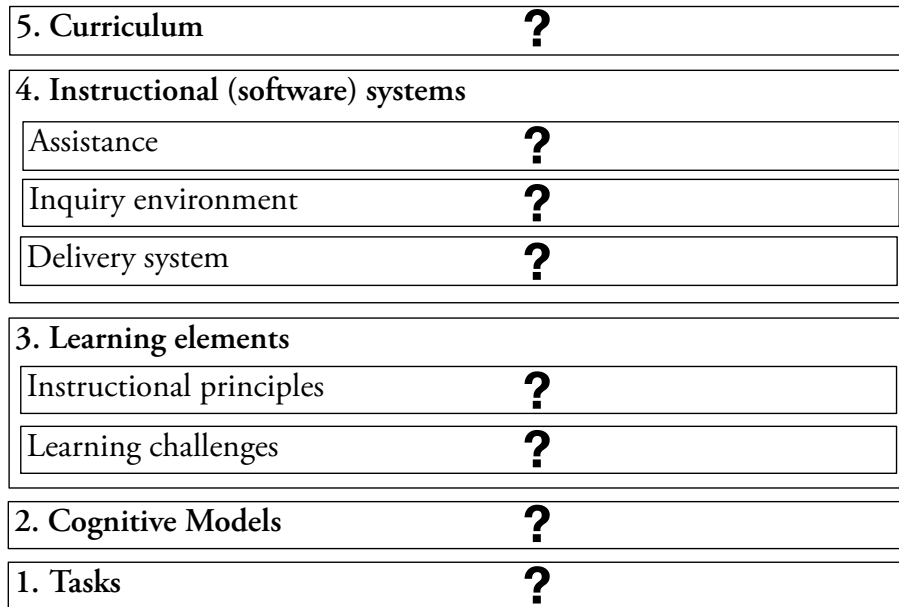 5. Curriculum ?
4. Instructional (software) systems
Assistance ?
Inquiry environment ?
Delivery system ?
3. Learning elements
Instructional principles ?
Learning challenges ?
2. Cognitive Models ?
1. Tasks ?